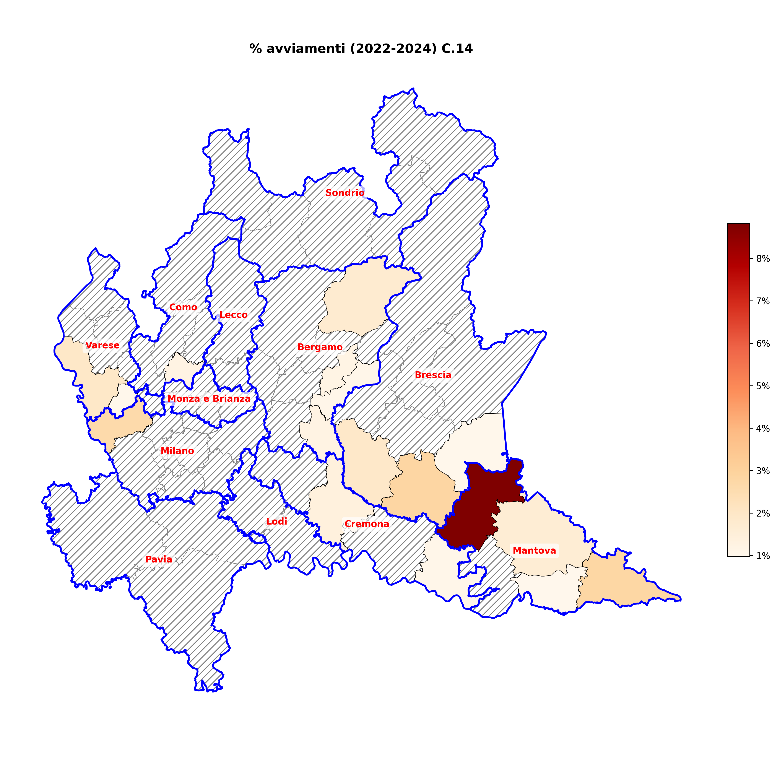 % avviamenti (2022-2024) C.14
Sondrio
8%
7%
Como
Lecco
Varese
Bergamo
6%
Brescia
5%
Monza e Brianza
4%
Milano
3%
2%
Lodi
Cremona
Mantova
1%
Pavia